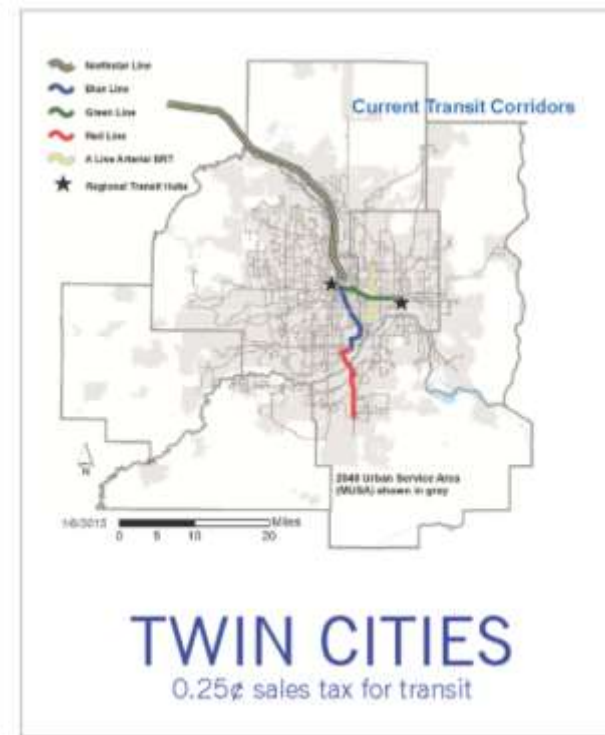 Northstar Line
Blue Line
Green Line
Red Line
A Line Arterial BRT
Regional Transit Hubs
Current Transit Corridors
2040 Urban Service Area
(MUSA) shown in grey
N
Miles
0 5 10 20
TWIN CITIES
0.25¢ sales tax for transit